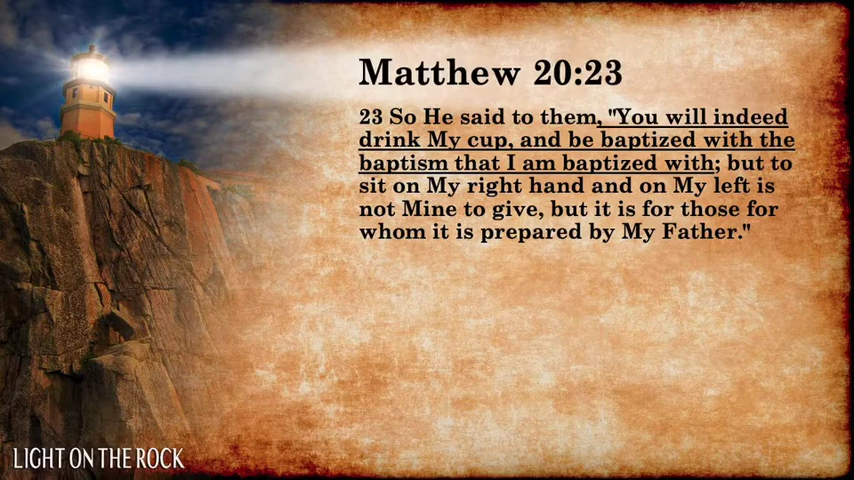 Matthew 20:23
23 So He said to them, "You will indeed
drink My cup, and be baptized with the
baptism that I am baptized with; but to
sit on My right hand and on My left is
not Mine to give, but it is for those for
whom it is prepared by My Father."
LIGHT ON THE ROCK